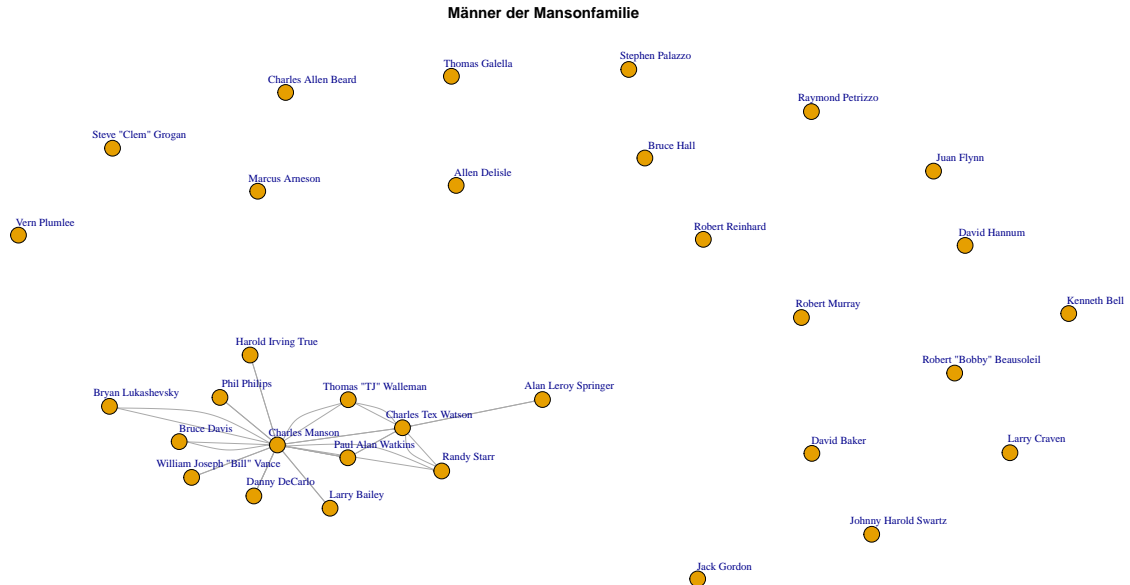 Männer der Mansonfamilie
Stephen Palazzo
Thomas Galella
Charles Allen Beard
Raymond Petrizzo
Steve "Clem" Grogan
Bruce Hall
Juan Flynn
Allen Delisle
Marcus Arneson
Vern Plumlee
Robert Reinhard
David Hannum
Kenneth Bell
Robert Murray
Harold Irving True
Robert "Bobby" Beausoleil
Phil Philips
Thomas "TJ" Walleman
Alan Leroy Springer
Bryan Lukashevsky
Charles Tex Watson
Bruce Davis
Charles Manson
David Baker
Larry Craven
Paul Alan Watkins
Randy Starr
William Joseph "Bill" Vance
Danny DeCarlo
Larry Bailey
Johnny Harold Swartz
Jack Gordon